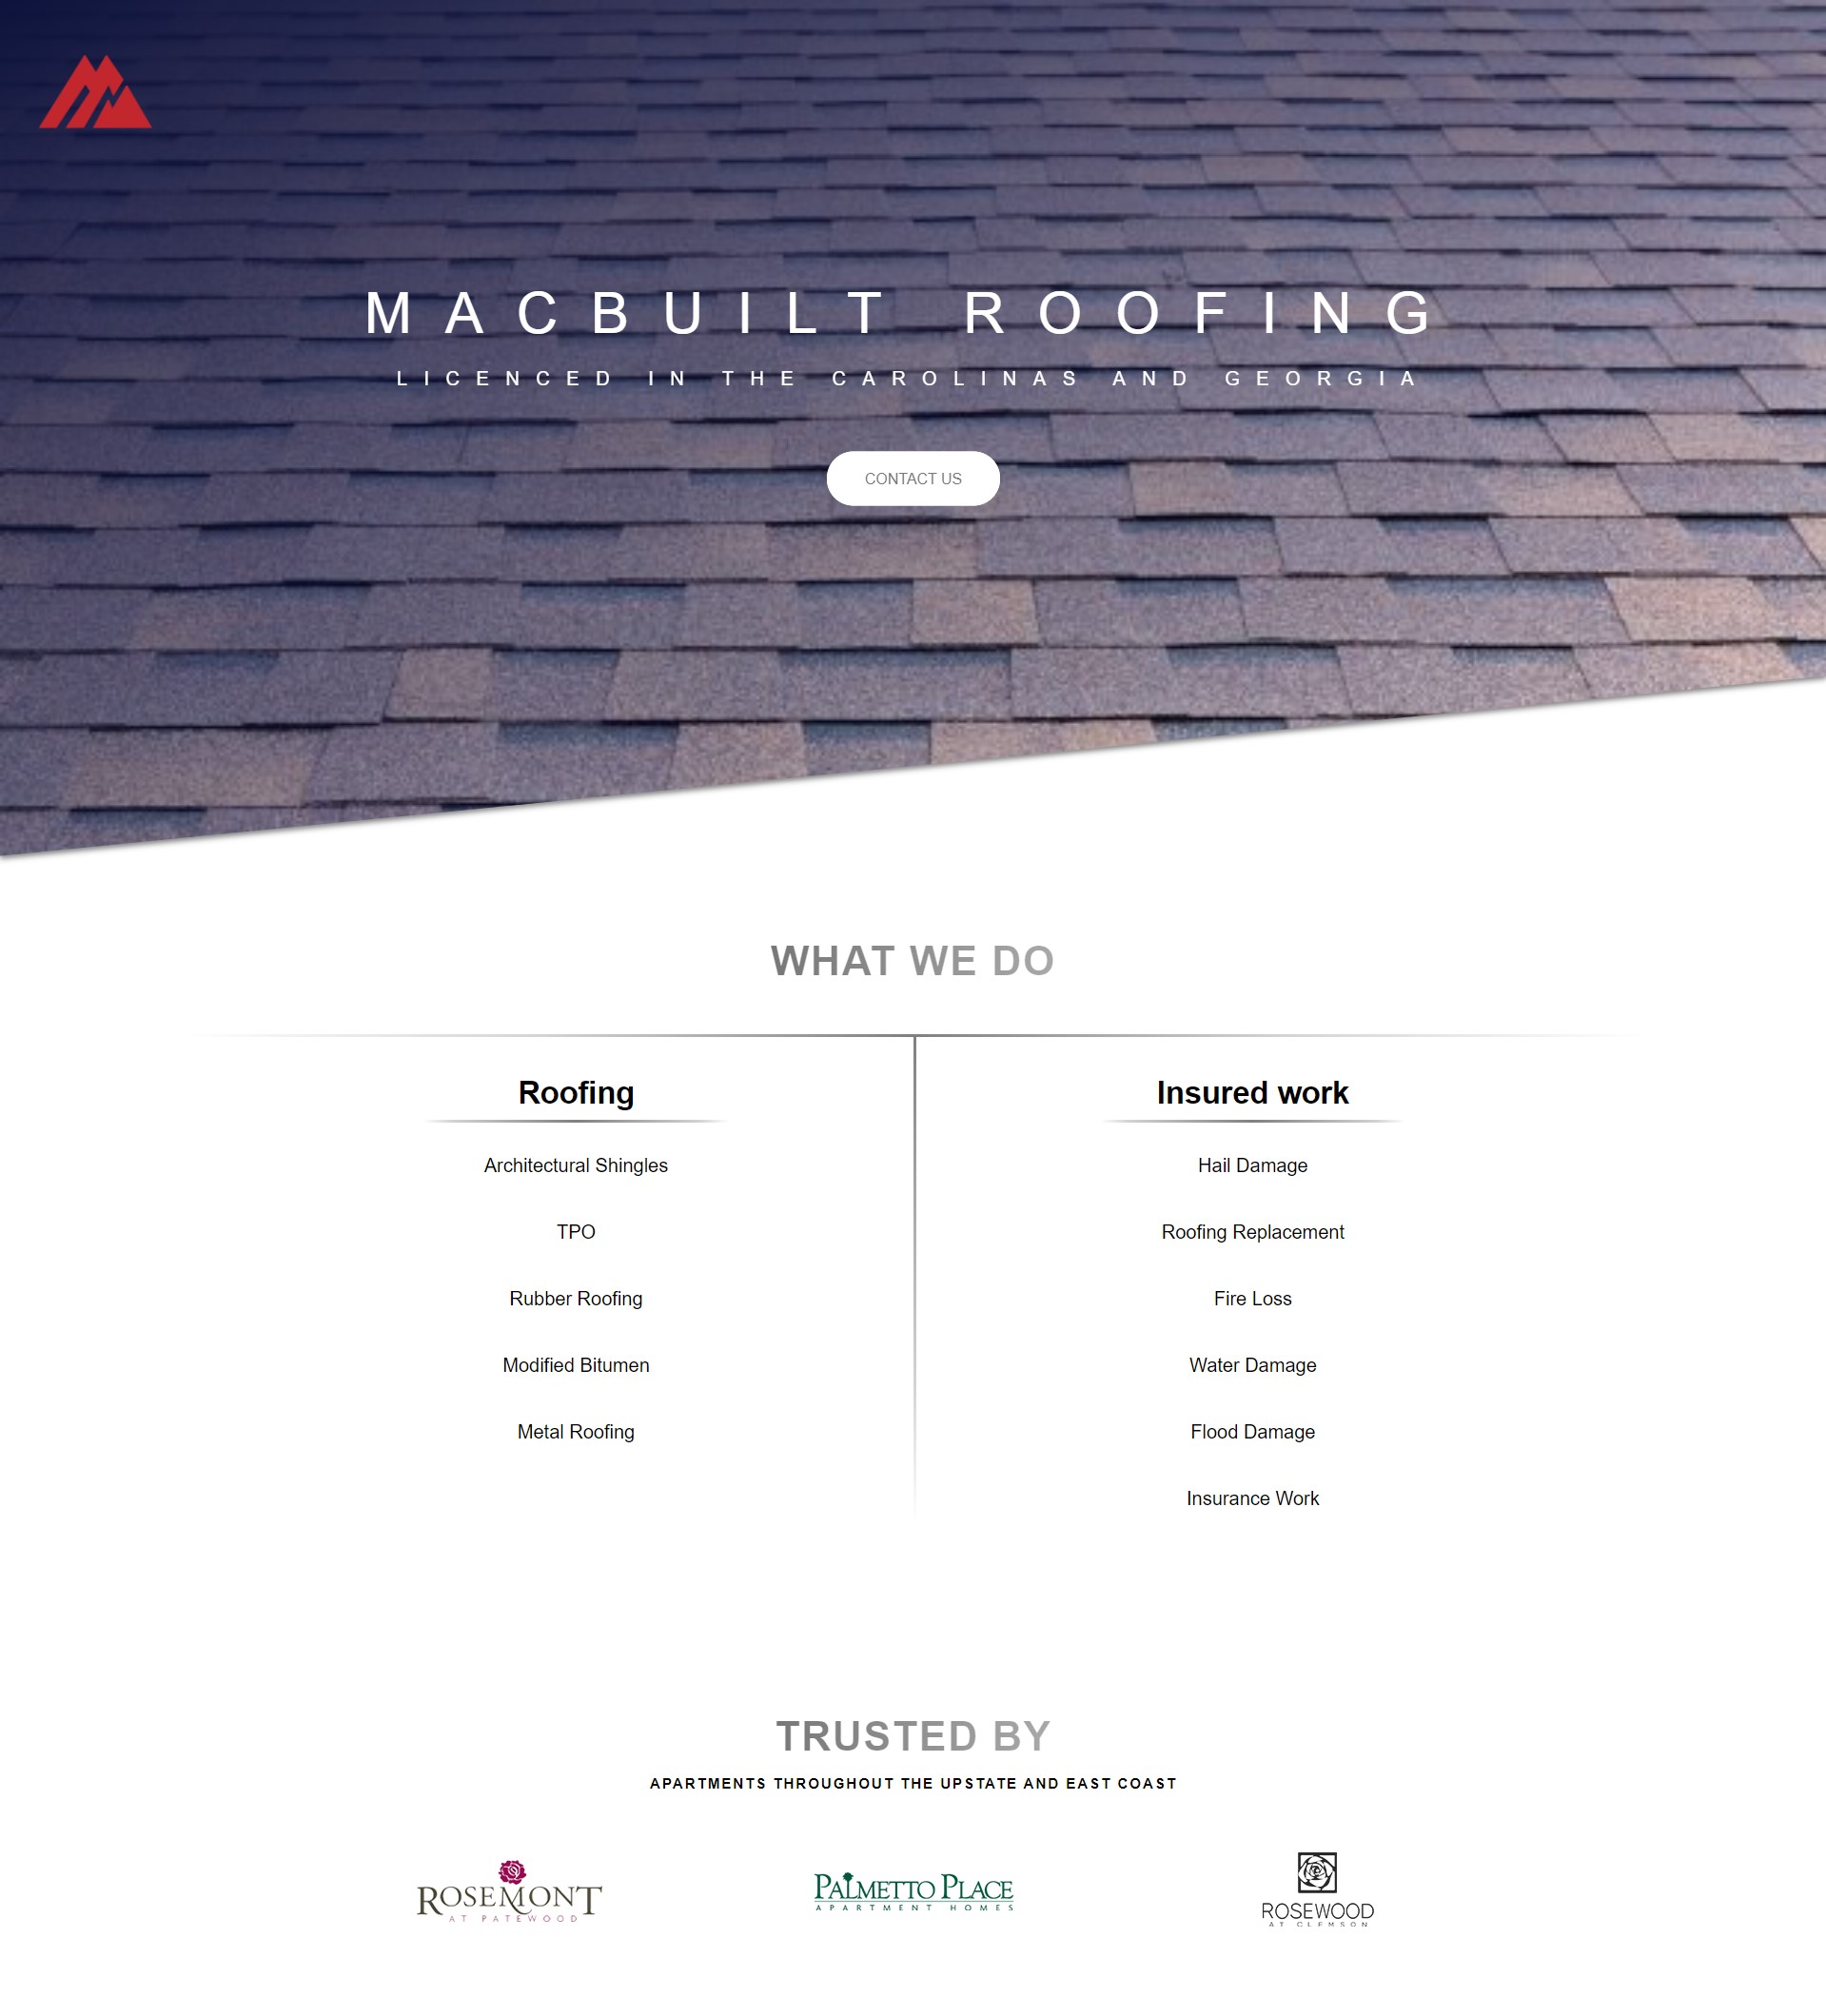 MACBUILT ROOFING
LICENCED IN THE CAROLINAS AND GEORGIA
CONTACT US
WHAT WE DO
Roofing
Architectural Shingles
TPO
Rubber Roofing
Modified Bitumen
Metal Roofing
Insured work
Hail Damage
Roofing Replacement
Fire Loss
Water Damage
Flood Damage
Insurance Work
TRUSTED BY
APARTMENTS THROUGHOUT THE UPSTATE AND EAST COAST
ROSEMONT
AT PATEWOOD
PALMETTO PLACE
APARTMENT HOMES
ROSEWOOD
AT CLEMSON